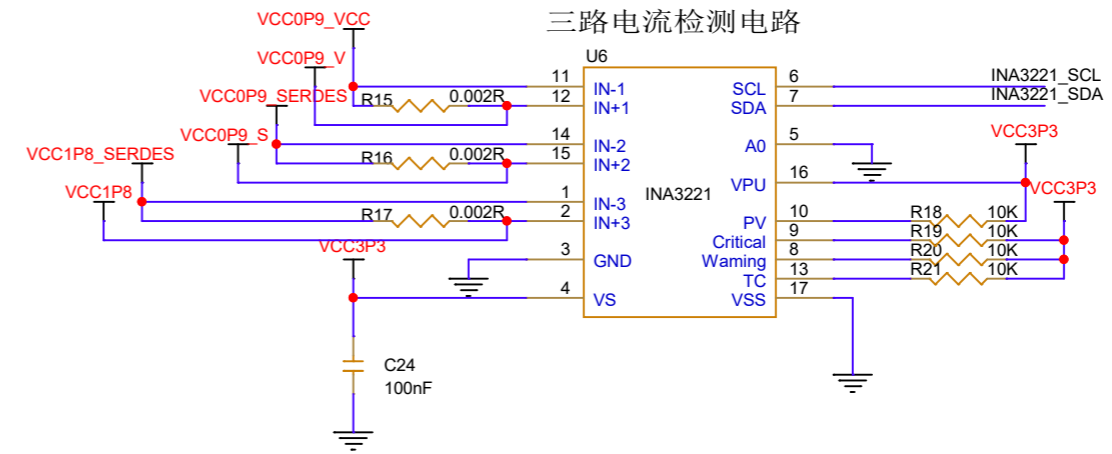 三路电流检测电路
VCC0P9_VCC
VCC0P9_V
VCC0P9_SERDES
VCC0P9_S
VCC1P8_SERDES
VCC1P8
R15
0.002R
R16
0.002R
R17
0.002R
VCC3P3
C24
100nF
U6
INA3221
11 IN-1
12 IN+1
14 IN-2
15 IN+2
1 IN-3
2 IN+3
3 GND
4 VS
SCL 6
SDA 7
A0 5
VPU 16
PV 10
Critical 9
Waming 8
TC 13
VSS 17
INA3221_SCL
INA3221_SDA
VCC3P3
VCC3P3
R18 10K
R19 10K
R20 10K
R21 10K